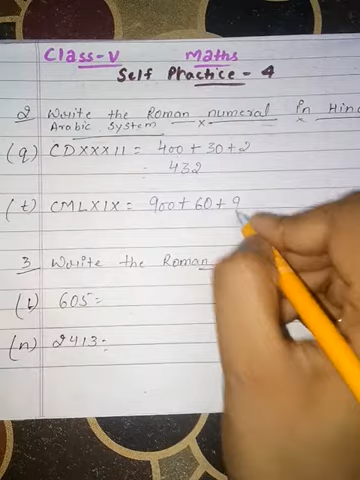 Class-V Maths
Self Practice-4
2 Write the Roman numeral in Hind
Arabic System
(q) CDXXXII = 400+30+2
= 432
(t) CMLXIX = 900+60+9
3 Write the Roman
(l) 605=
(n) 2413=